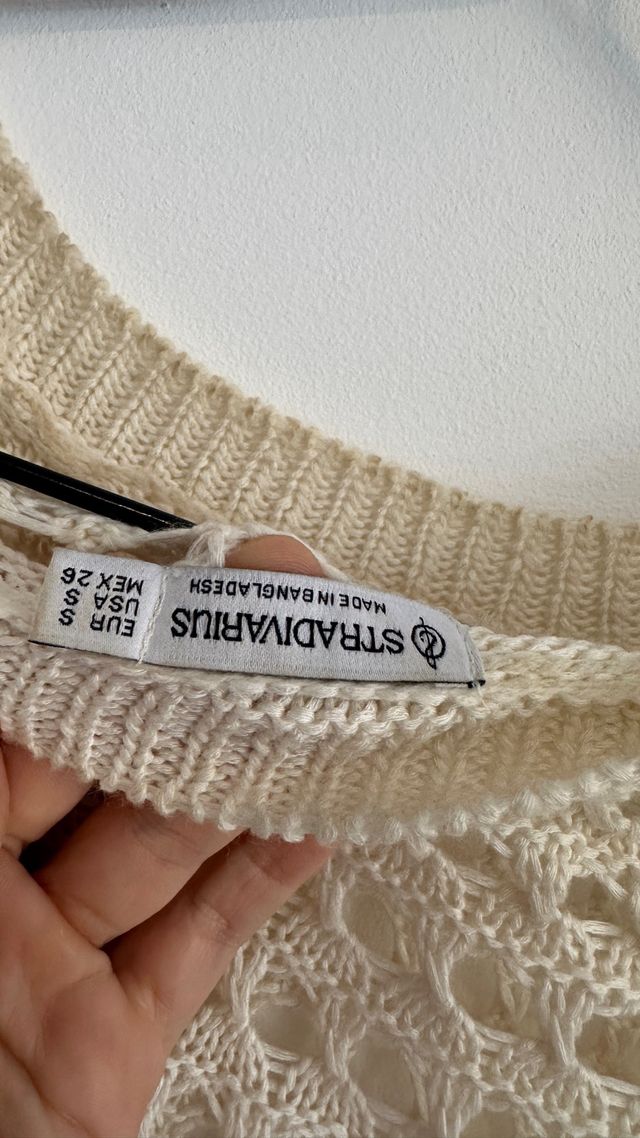 STRADIVARIUS
MADE IN BANGLADESH
EUR S
USA S
MEX 26